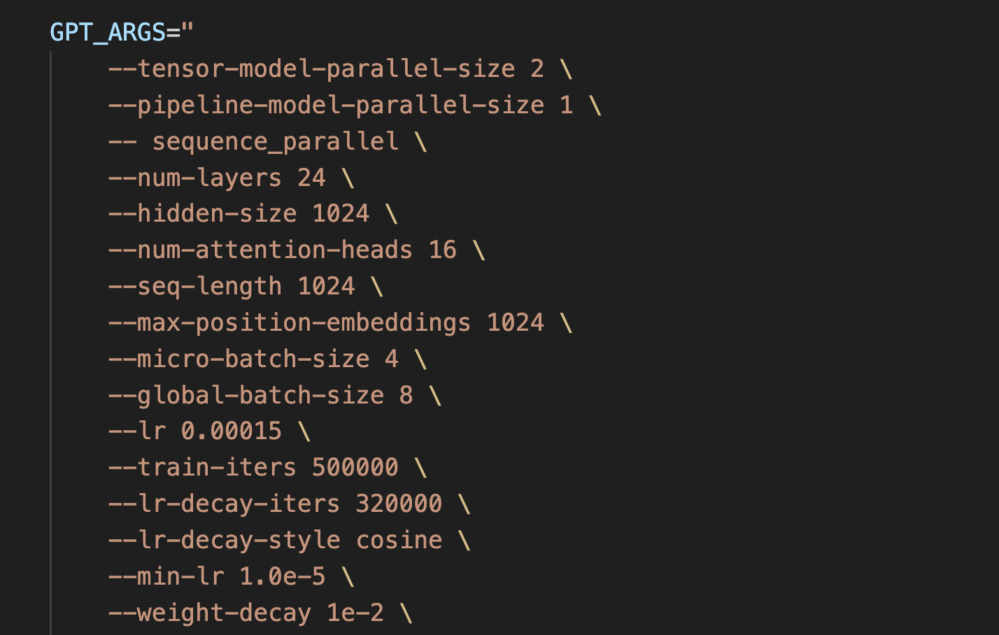 GPT_ARGS="
--tensor-model-parallel-size 2 \
--pipeline-model-parallel-size 1 \
-- sequence_parallel \
--num-layers 24 \
--hidden-size 1024 \
--num-attention-heads 16 \
--seq-length 1024 \
--max-position-embeddings 1024 \
--micro-batch-size 4 \
--global-batch-size 8 \
--lr 0.00015 \
--train-iters 500000 \
--lr-decay-iters 320000 \
--lr-decay-style cosine \
--min-lr 1.0e-5 \
--weight-decay 1e-2 \